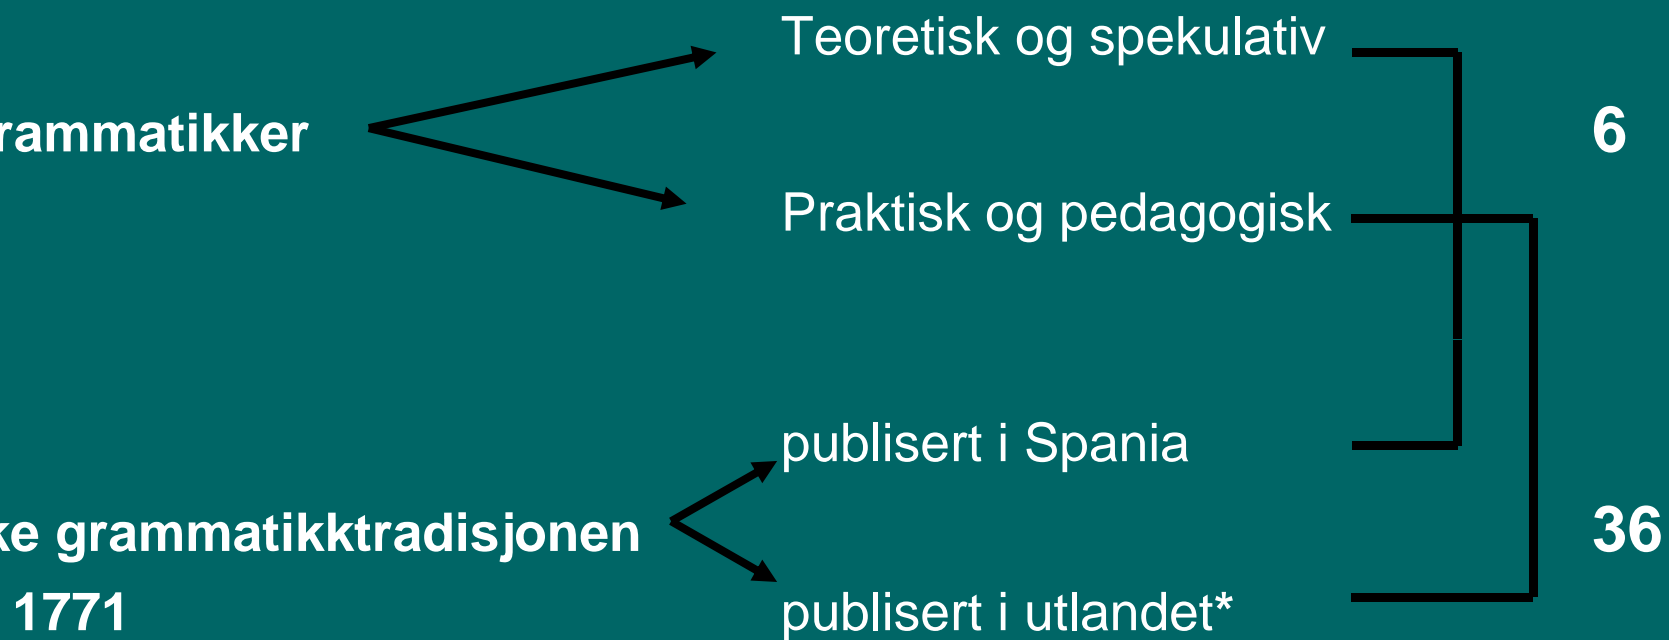 Teoretisk og spekulativ
rammatikker
6
Praktisk og pedagogisk
publisert i Spania
ke grammatikktradisjonen
36
1771
publisert i utlandet*